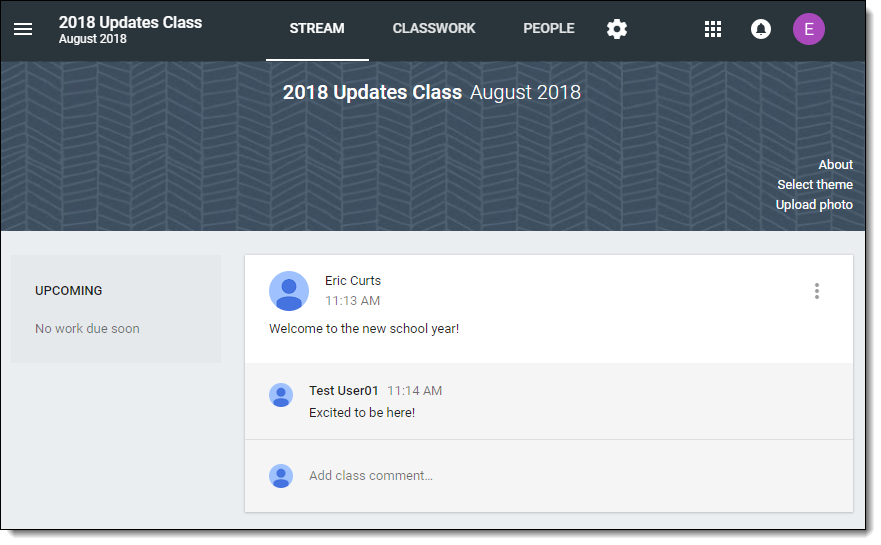 2018 Updates Class
August 2018
STREAM
CLASSWORK
PEOPLE
E
2018 Updates Class August 2018
About
Select theme
Upload photo
UPCOMING
No work due soon
Eric Curts
11:13 AM
Welcome to the new school year!
Test User01 11:14 AM
Excited to be here!
Add class comment...